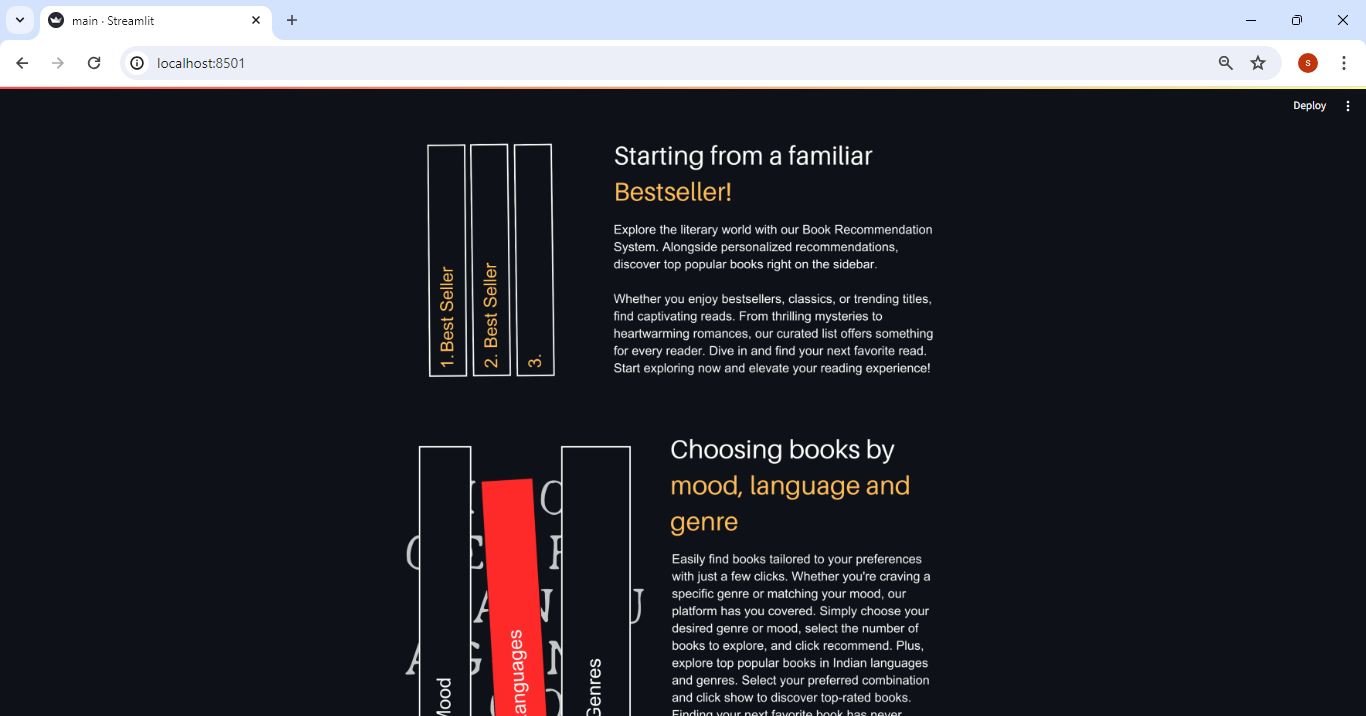 main · Streamlit
localhost:8501
S
Deploy
Starting from a familiar
Bestseller!
Explore the literary world with our Book Recommendation
System. Alongside personalized recommendations,
discover top popular books right on the sidebar.
Whether you enjoy bestsellers, classics, or trending titles,
find captivating reads. From thrilling mysteries to
heartwarming romances, our curated list offers something
for every reader. Dive in and find your next favorite read.
Start exploring now and elevate your reading experience!
1.Best Seller
2. Best Seller
3.
Choosing books by
mood, language and
genre
Easily find books tailored to your preferences
with just a few clicks. Whether you're craving a
specific genre or matching your mood, our
platform has you covered. Simply choose your
desired genre or mood, select the number of
books to explore, and click recommend. Plus,
explore top popular books in Indian languages
and genres. Select your preferred combination
and click show to discover top-rated books.
Finding your next favorite book has never
Mood
Languages
Genres